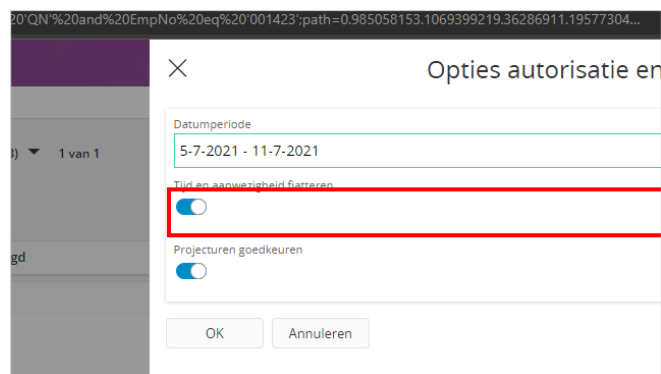 20'QN'%20and%20EmpNo%20eq%20'001423';path=0.985058153.1069399219.36286911.19577304...
Opties autorisatie en
Datumperiode
5-7-2021 - 11-7-2021
) 1 van 1
Tijd en aanwezigheid fiatteren
gd
Projecturen goedkeuren
OK Annuleren